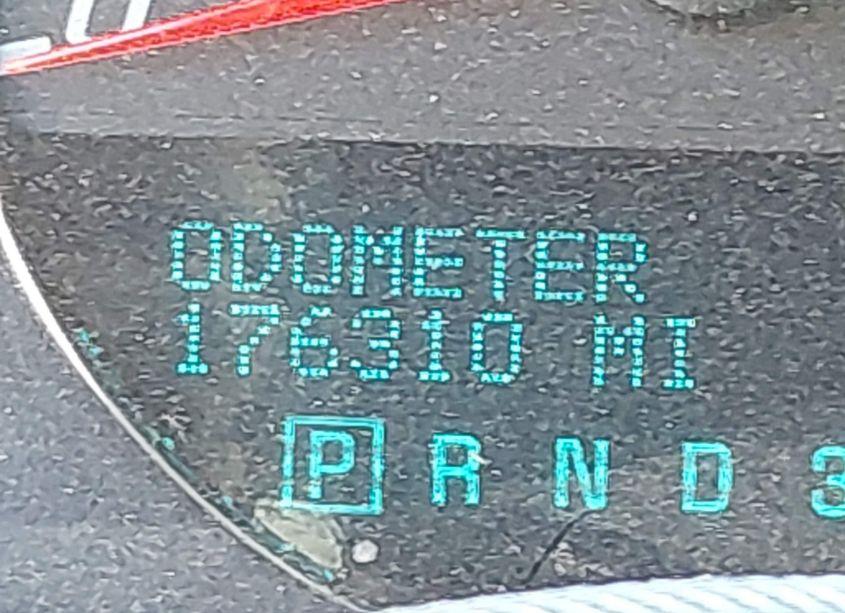 ODOMETER
176310 MI
P R N D 3